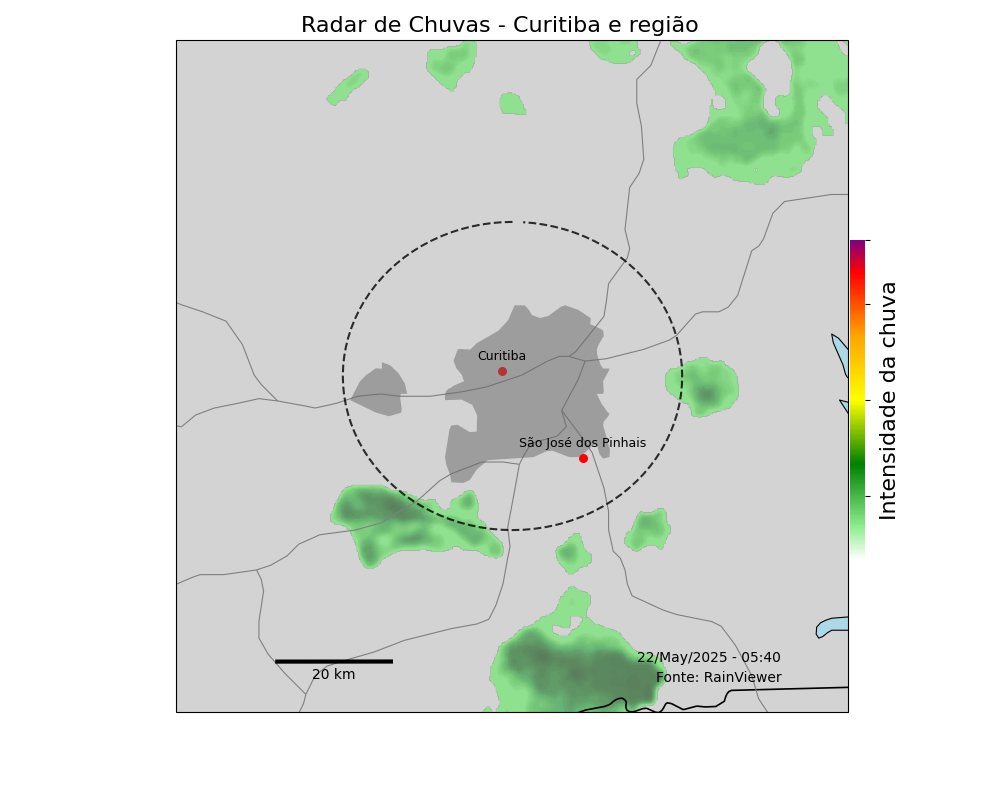 Radar de Chuvas - Curitiba e região
Curitiba
São José dos Pinhais
Intensidade da chuva
22/May/2025 - 05:40
Fonte: RainViewer
20 km